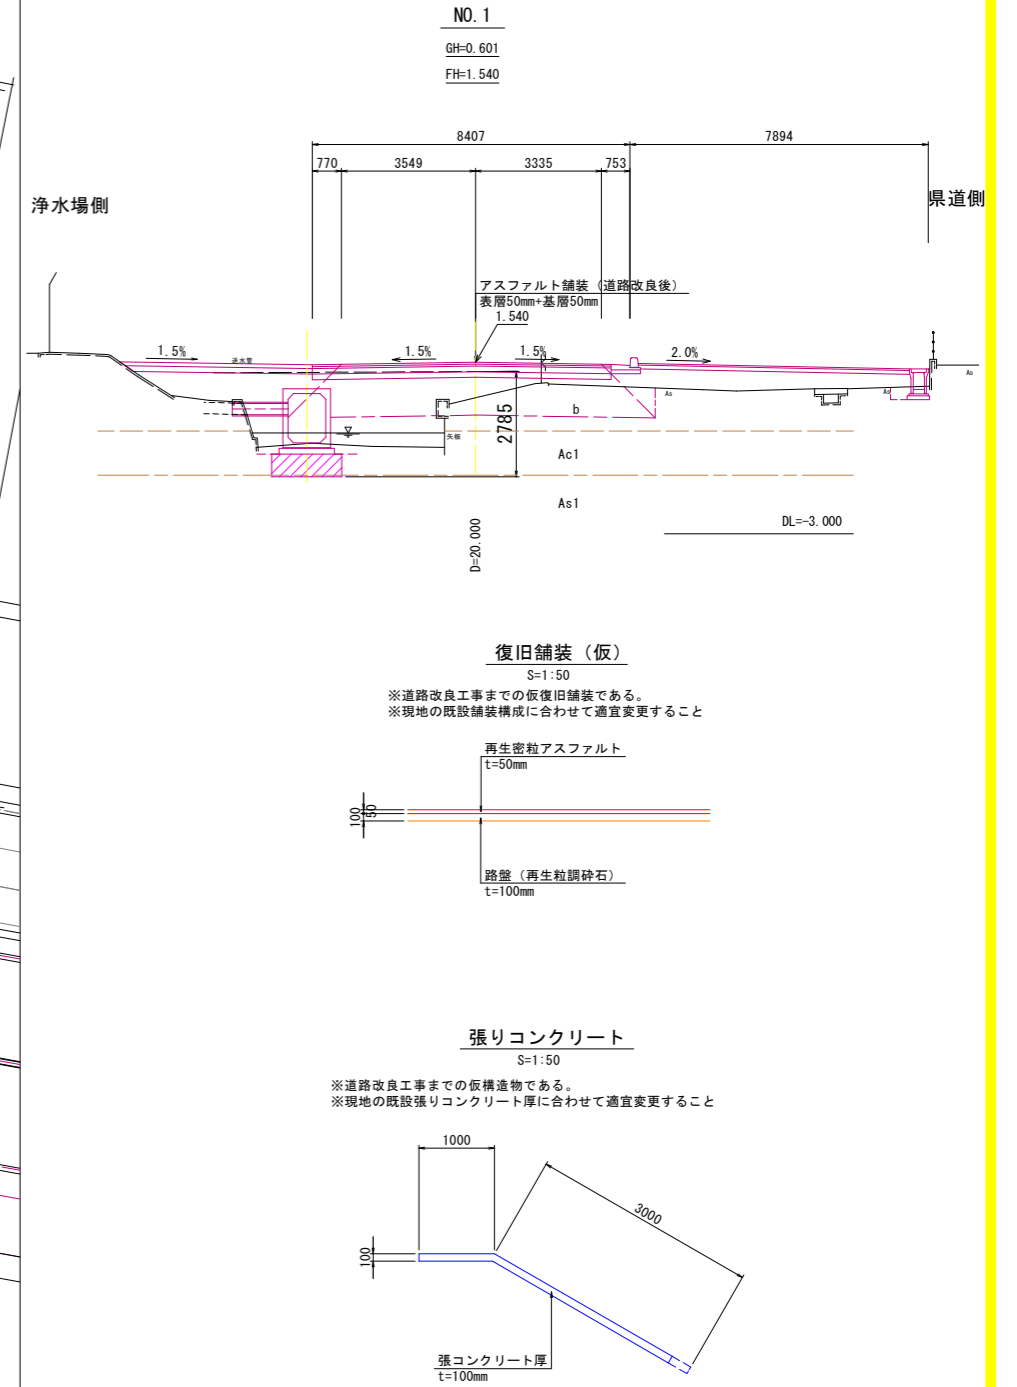 NO.1
GH=0.601
FH=1.540
8407
7894
770
3549
3335
753
浄水場側
県道側
アスファルト舗装（道路改良後）
表層50mm+基層50mm
1.540
1.5%
送水管
1.5%
1.5%
2.0%
As
As
As
b
2785
矢板
Ac1
As1
DL=-3.000
D=20.000
復旧舗装（仮）
S=1:50
※道路改良工事までの仮復旧舗装である。
※現地の既設舗装構成に合わせて適宜変更すること
再生密粒アスファルト
t=50mm
100
50
路盤（再生粒調砕石）
t=100mm
張りコンクリート
S=1:50
※道路改良工事までの仮構造物である。
※現地の既設張りコンクリート厚に合わせて適宜変更すること
1000
3000
100
張コンクリート厚
t=100mm